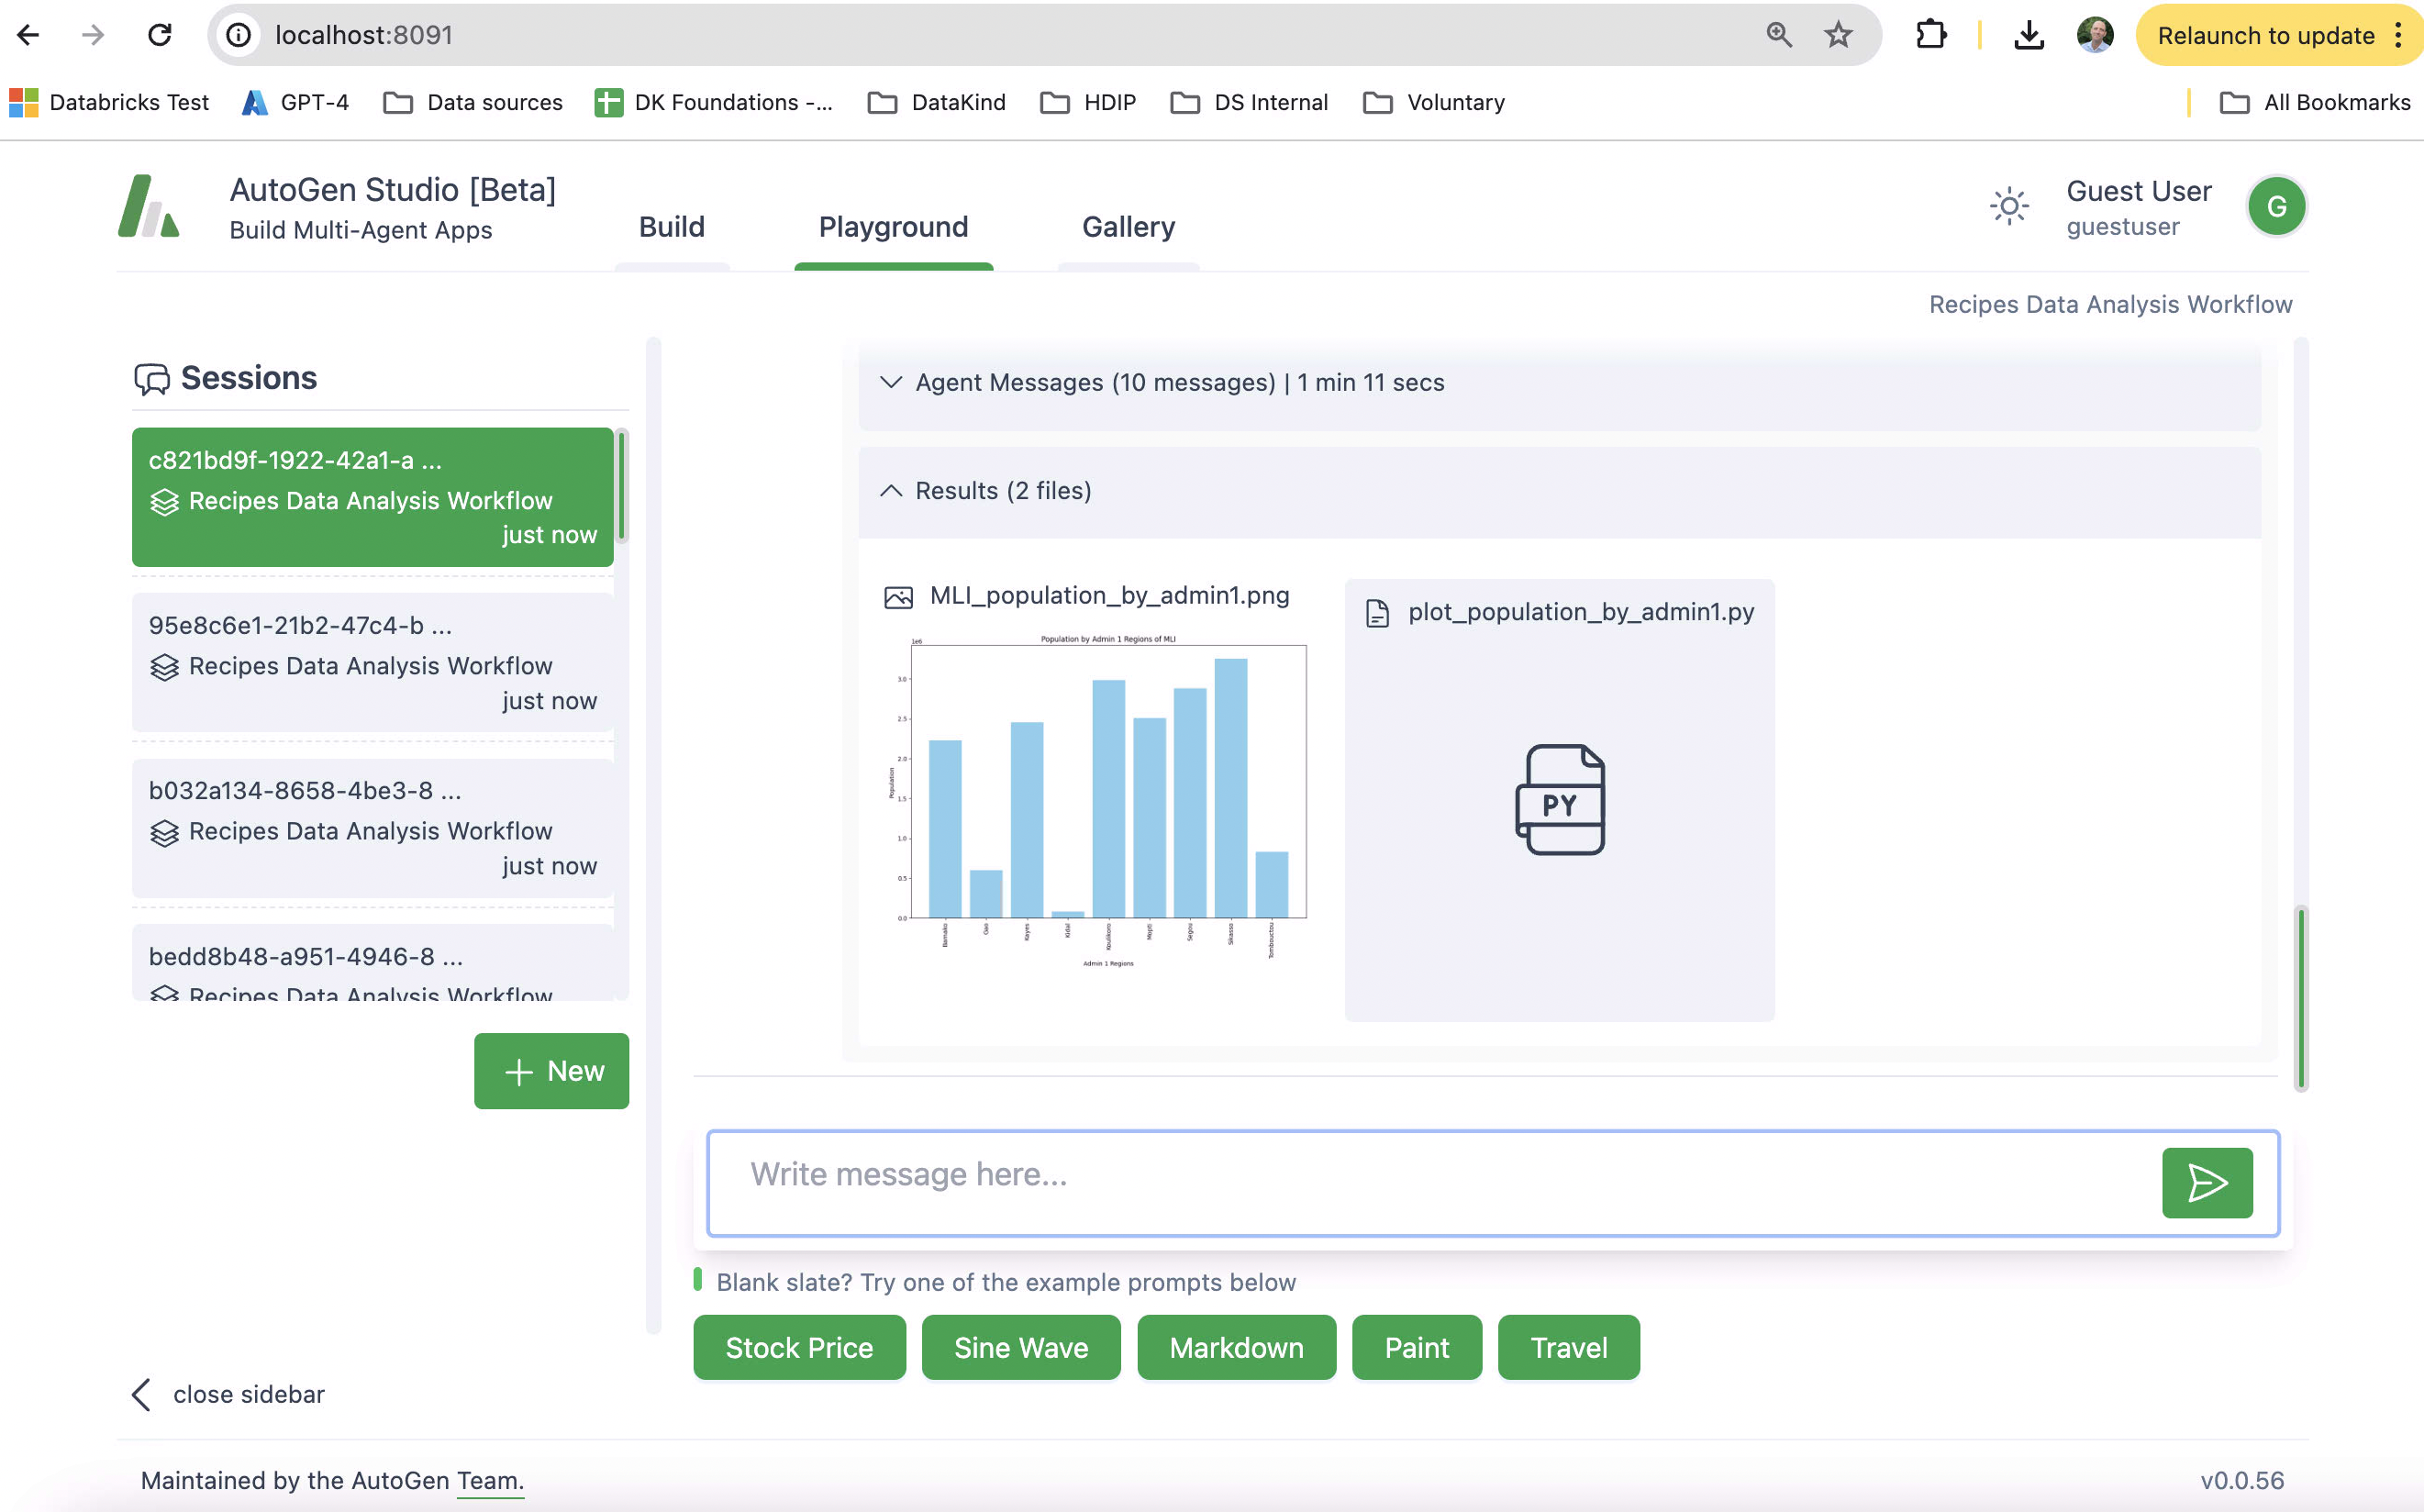 localhost:8091
Relaunch to update
Databricks Test
GPT-4
Data sources
DK Foundations -...
DataKind
HDIP
DS Internal
Voluntary
All Bookmarks
AutoGen Studio [Beta]
Build Multi-Agent Apps
Build
Playground
Gallery
Guest User
guestuser
G
Recipes Data Analysis Workflow
Sessions
c821bd9f-1922-42a1-a ...
Recipes Data Analysis Workflow
just now
95e8c6e1-21b2-47c4-b ...
Recipes Data Analysis Workflow
just now
b032a134-8658-4be3-8 ...
Recipes Data Analysis Workflow
just now
bedd8b48-a951-4946-8 ...
Recipes Data Analysis Workflow
New
close sidebar
Agent Messages (10 messages) | 1 min 11 secs
Results (2 files)
MLI_population_by_admin1.png
1e6
Population by Admin 1 Regions of MLI
3.0
2.5
2.0
1.5
1.0
0.5
0.0
Population
Bamako
Gao
Kayes
Kidal
Koulikoro
Mopti
Segou
Sikasso
Tombouctou
Admin 1 Regions
plot_population_by_admin1.py
PY
Write message here...
Blank slate? Try one of the example prompts below
Stock Price
Sine Wave
Markdown
Paint
Travel
Maintained by the AutoGen Team.
v0.0.56